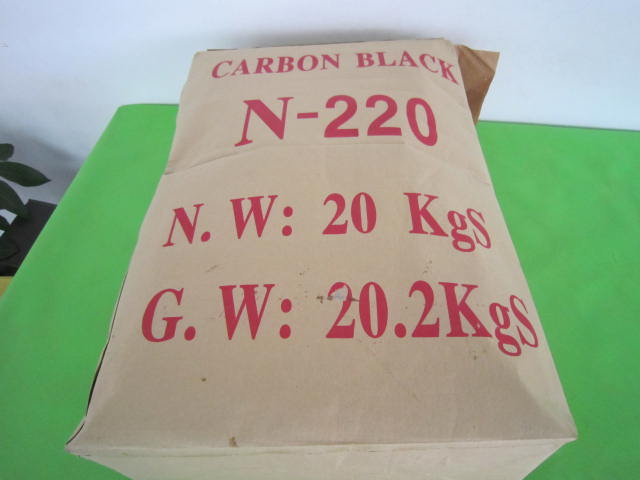 CARBON BLACK
N-220
N. W: 20 KgS
G. W: 20.2KgS